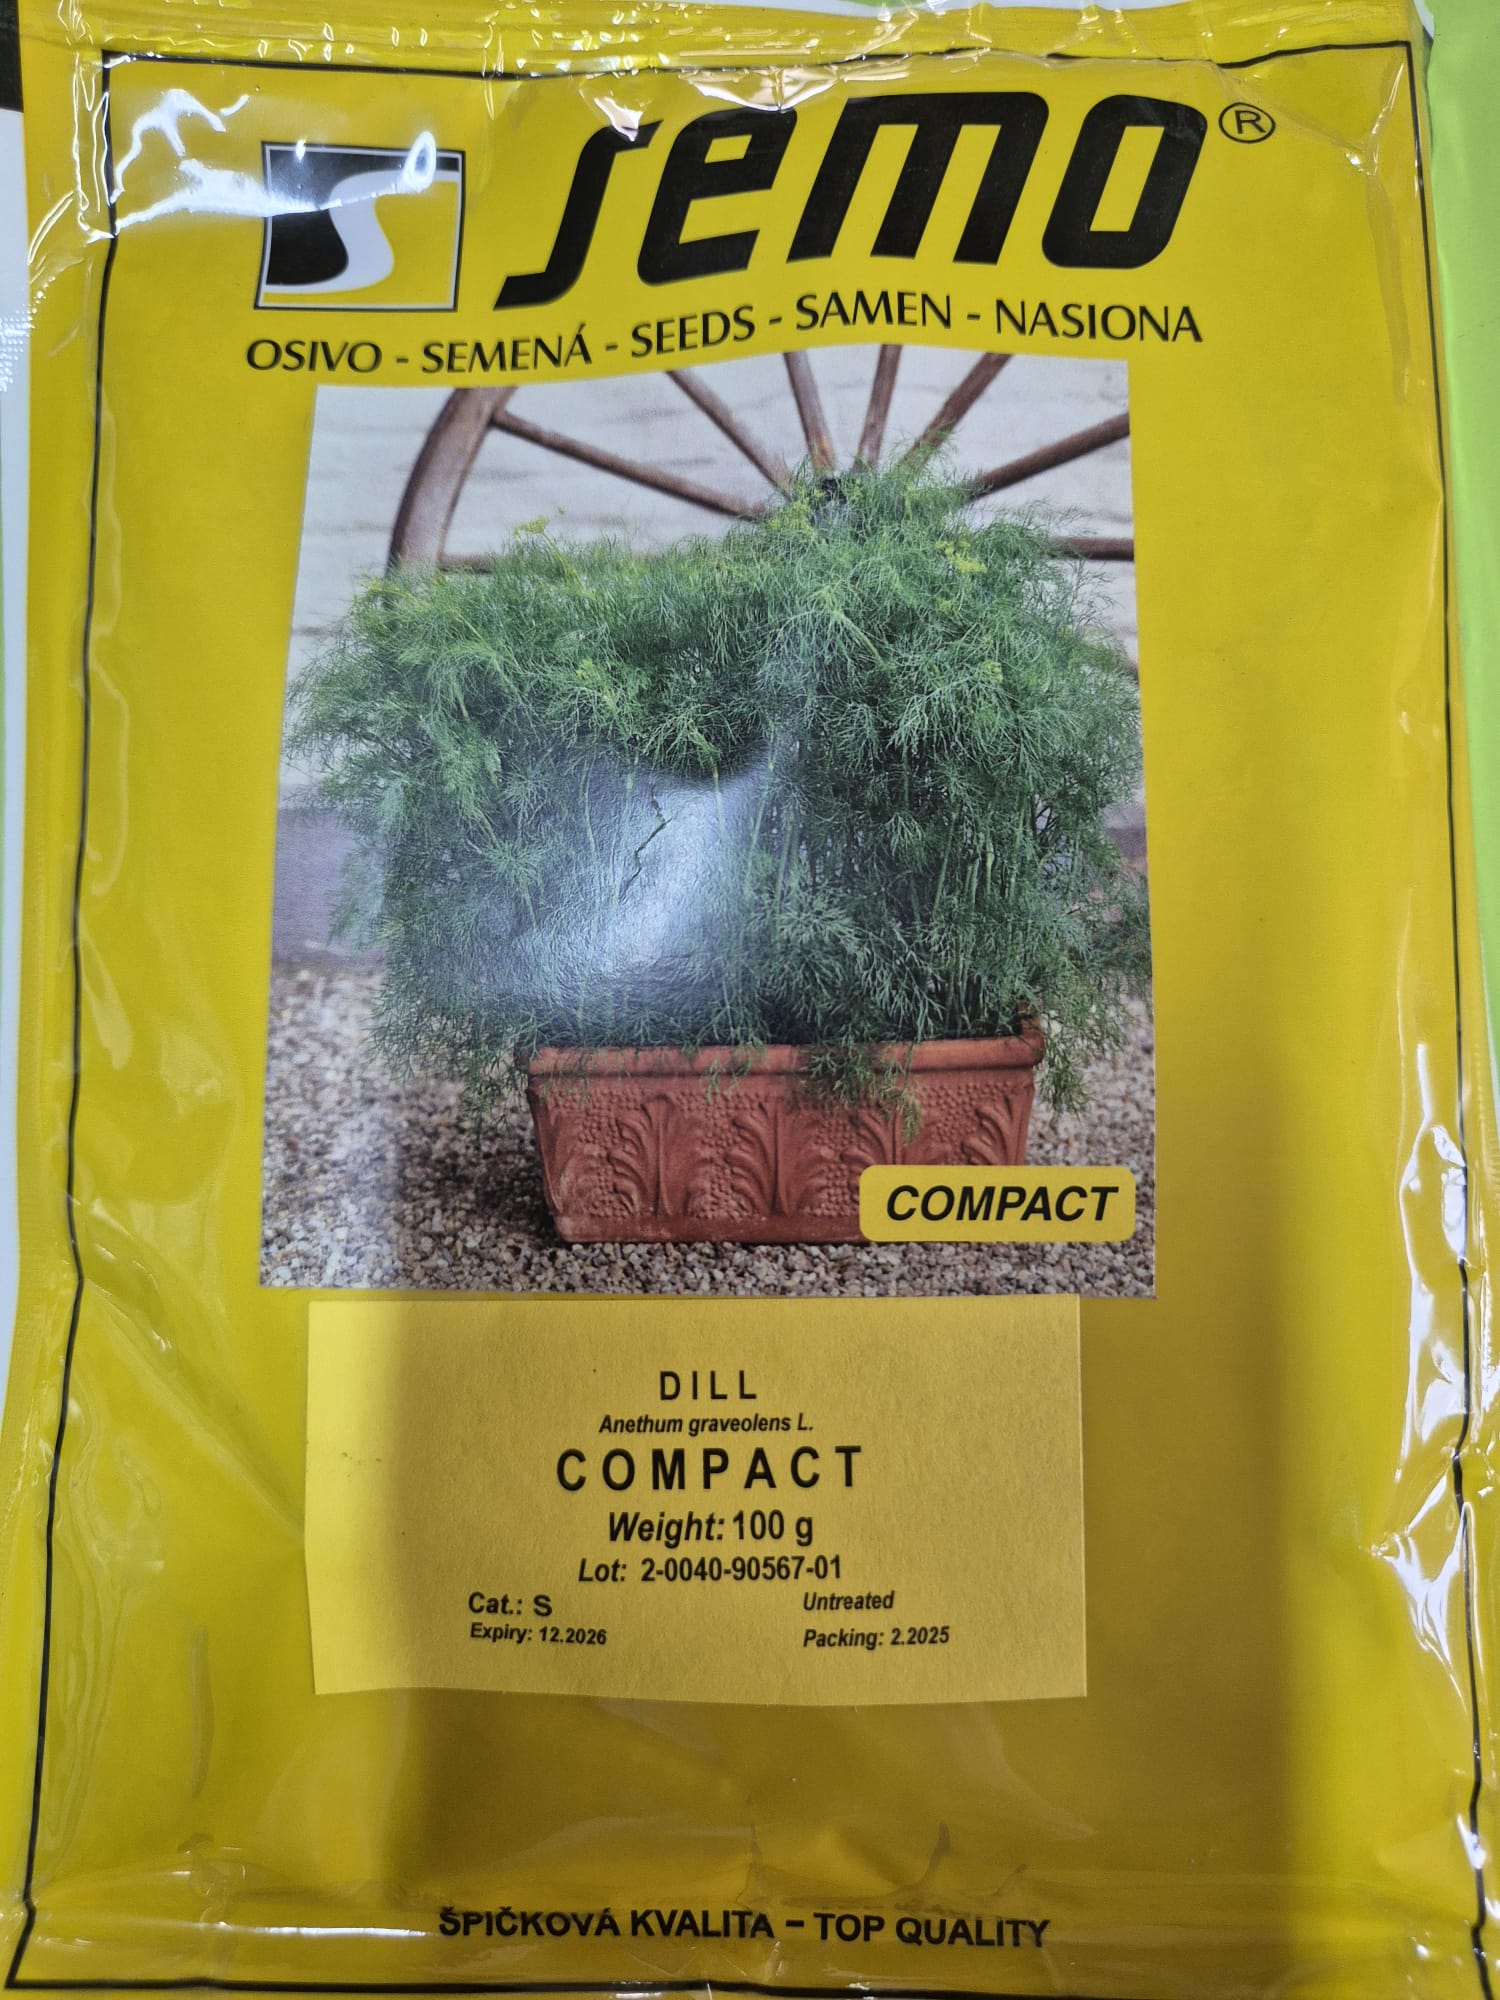 semo®
OSIVO - SEMENÁ - SEEDS - SAMEN - NASIONA
COMPACT
DILL
Anethum graveolens L.
COMPACT
Weight: 100 g
Lot: 2-0040-90567-01
Cat.: S Untreated
Expiry: 12.2026 Packing: 2.2025
ŠPIČKOVÁ KVALITA – TOP QUALITY